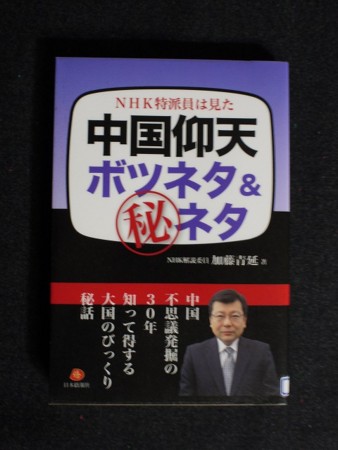 NHK特派員は見た
中国仰天
ボツネタ&
㊙ネタ
NHK解説委員 加藤青延 著
中国
不思議発掘の
30年
知って得する
大国のびっくり
秘話
日本僑報社